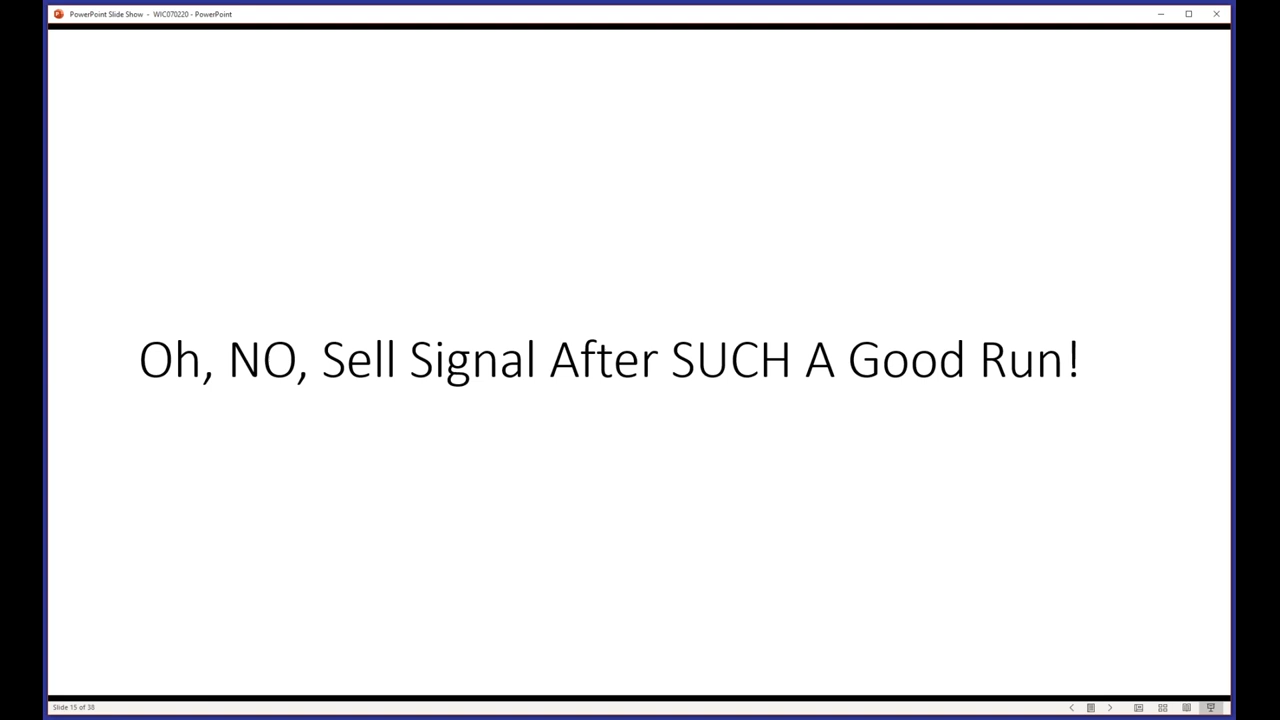 PowerPoint Slide Show - WIC070220 - PowerPoint
Oh, NO, Sell Signal After SUCH A Good Run!
Slide 15 of 38